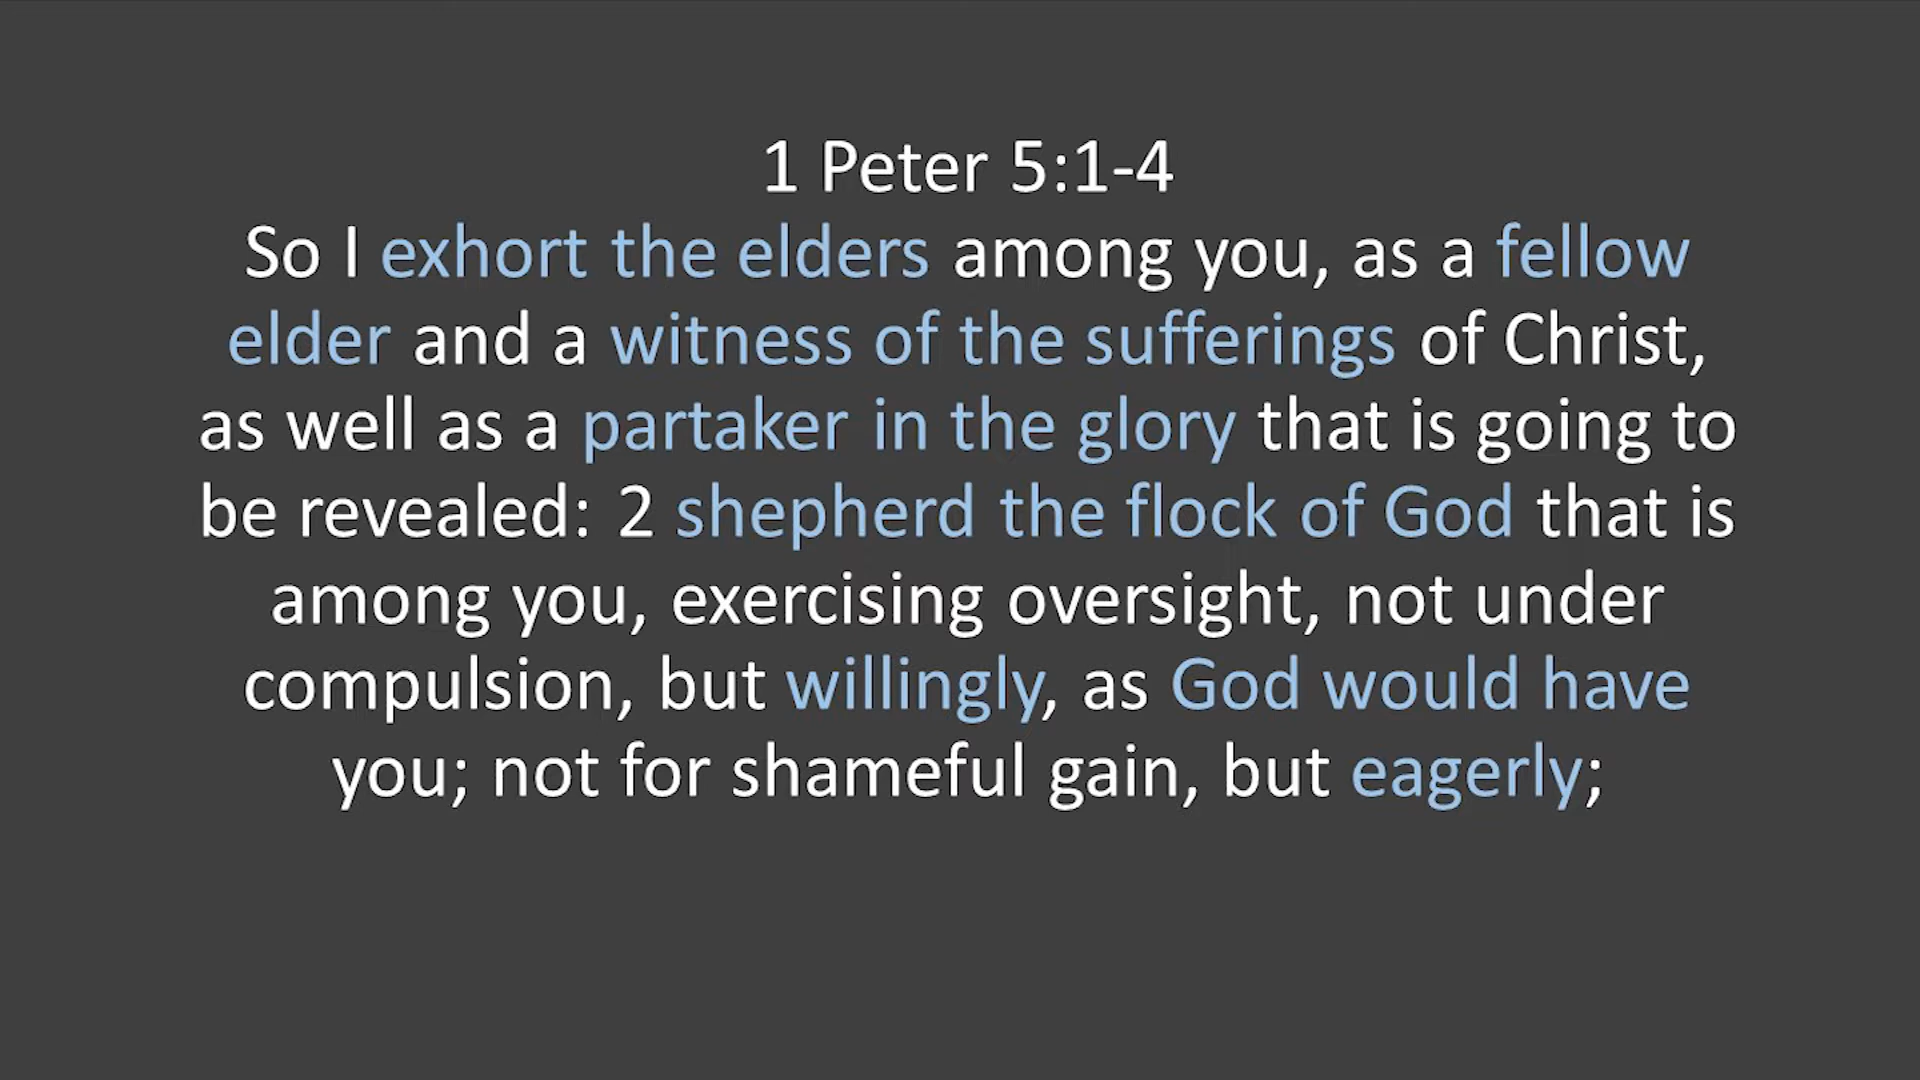 1 Peter 5:1-4
So I exhort the elders among you, as a fellow
elder and a witness of the sufferings of Christ,
as well as a partaker in the glory that is going to
be revealed: 2 shepherd the flock of God that is
among you, exercising oversight, not under
compulsion, but willingly, as God would have
you; not for shameful gain, but eagerly;